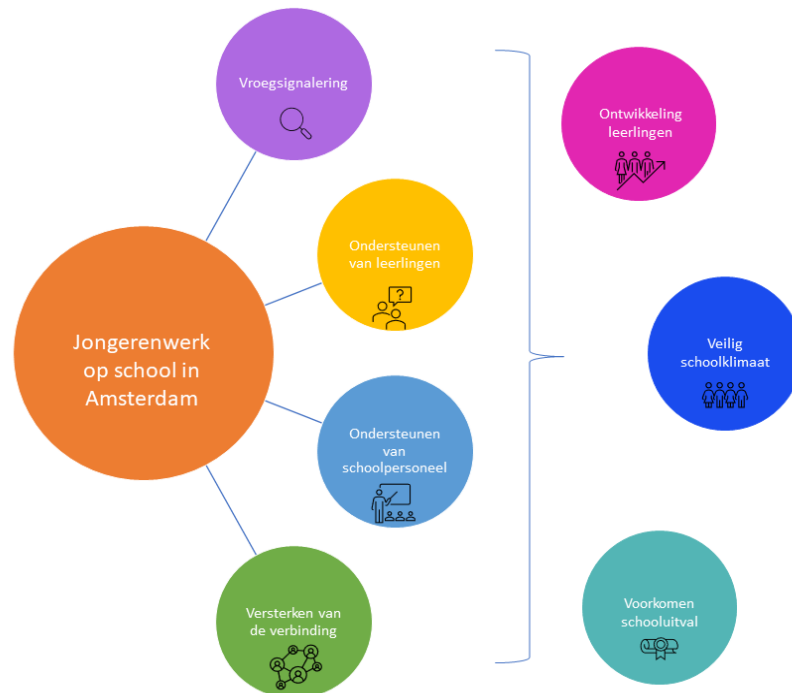 Vroegsignalering
Ondersteunen
van leerlingen
Jongerenwerk
op school in
Amsterdam
Ondersteunen
van
schoolpersoneel
Versterken van
de verbinding
Ontwikkeling
leerlingen
Veilig
schoolklimaat
Voorkomen
schooluitval
?